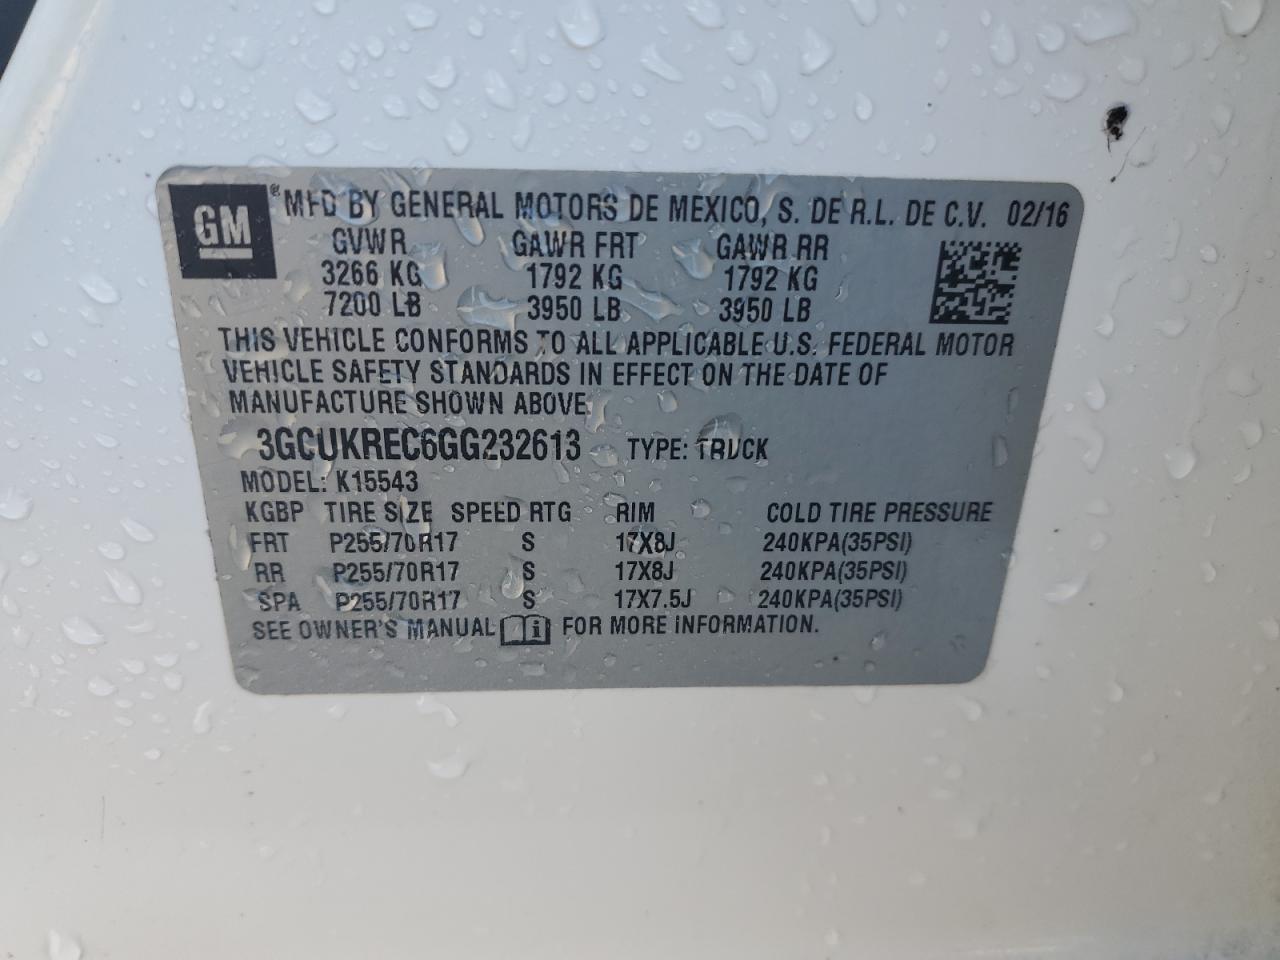 GM
® MFD BY GENERAL MOTORS DE MEXICO, S. DE R.L. DE C.V. 02/16
GVWR GAWR FRT GAWR RR
3266 KG 1792 KG 1792 KG
7200 LB 3950 LB 3950 LB
THIS VEHICLE CONFORMS TO ALL APPLICABLE U.S. FEDERAL MOTOR
VEHICLE SAFETY STANDARDS IN EFFECT ON THE DATE OF
MANUFACTURE SHOWN ABOVE.
3GCUKREC6GG232613 TYPE: TRUCK
MODEL: K15543
KGBP TIRE SIZE SPEED RTG RIM COLD TIRE PRESSURE
FRT P255/70R17 S 17X8J 240KPA(35PSI)
RR P255/70R17 S 17X8J 240KPA(35PSI)
SPA P255/70R17 S 17X7.5J 240KPA(35PSI)
SEE OWNER'S MANUAL i FOR MORE INFORMATION.